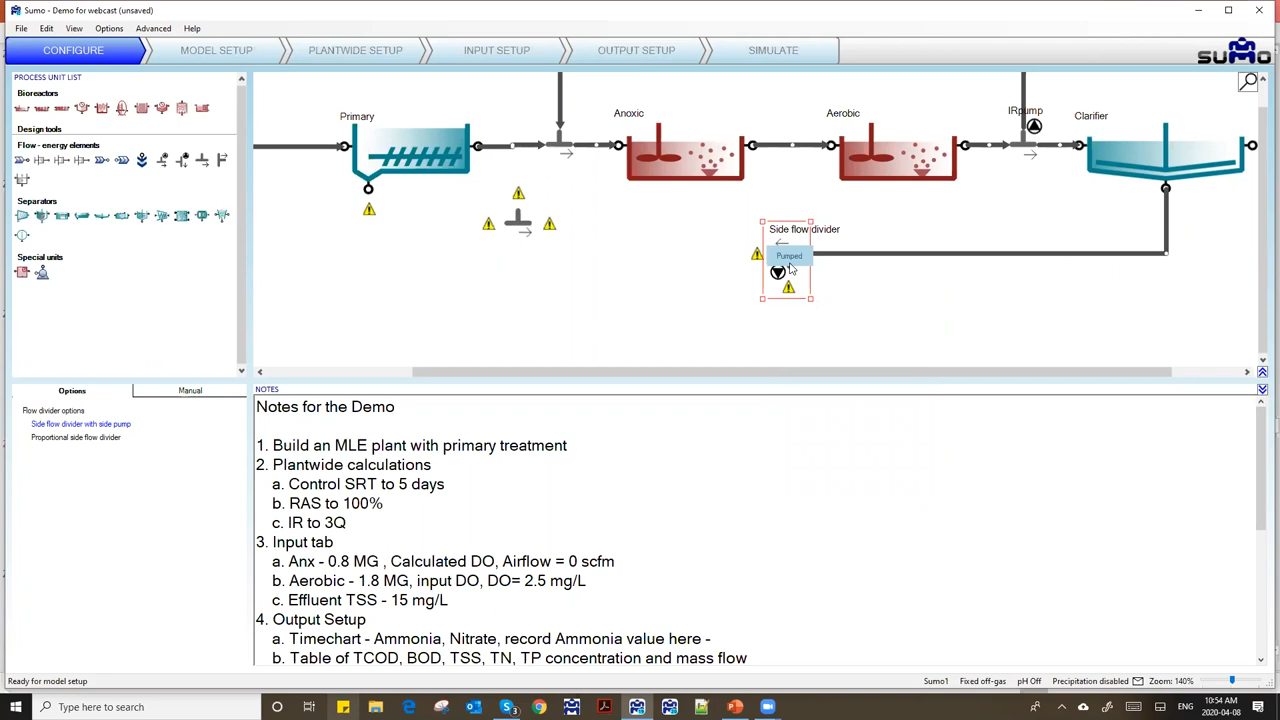 Sumo - Demo for webcast (unsaved)
File Edit View Options Advanced Help
CONFIGURE MODEL SETUP PLANTWIDE SETUP INPUT SETUP OUTPUT SETUP SIMULATE
sumo
PROCESS UNIT LIST
Bioreactors
Design tools
Flow - energy elements
Separators
Special units
Primary
Anoxic
Aerobic
IRpump
Clarifier
Side flow divider
Pumped
Options Manual
Flow divider options
Side flow divider with side pump
Proportional side flow divider
NOTES
Notes for the Demo
1. Build an MLE plant with primary treatment
2. Plantwide calculations
a. Control SRT to 5 days
b. RAS to 100%
c. IR to 3Q
3. Input tab
a. Anx - 0.8 MG , Calculated DO, Airflow = 0 scfm
b. Aerobic - 1.8 MG, input DO, DO= 2.5 mg/L
c. Effluent TSS - 15 mg/L
4. Output Setup
a. Timechart - Ammonia, Nitrate, record Ammonia value here -
b. Table of TCOD, BOD, TSS, TN, TP concentration and mass flow
Ready for model setup
Sumo1 Fixed off-gas pH Off Precipitation disabled Zoom: 140%
Type here to search
10:54 AM
2020-04-08